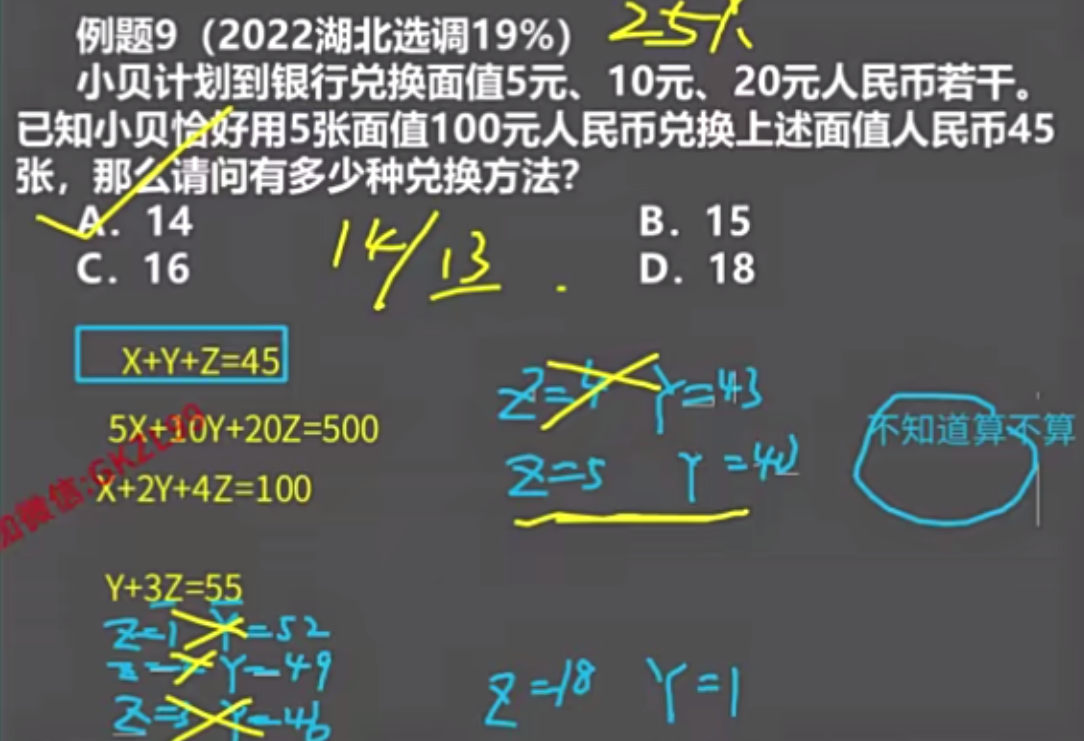 例题9（2022湖北选调19%） 25%
小贝计划到银行兑换面值5元、10元、20元人民币若干。
已知小贝恰好用5张面值100元人民币兑换上述面值人民币45
张，那么请问有多少种兑换方法？
A. 14
B. 15
C. 16
D. 18
14/13
X+Y+Z=45
5X+10Y+20Z=500
X+2Y+4Z=100
Y+3Z=55
Z=1 Y=52
Y=49
Z=3 Y=46
Z=4 Y=43
Z=5 Y=40
Z=18 Y=1
不知道算不算
知微信:GKZL99